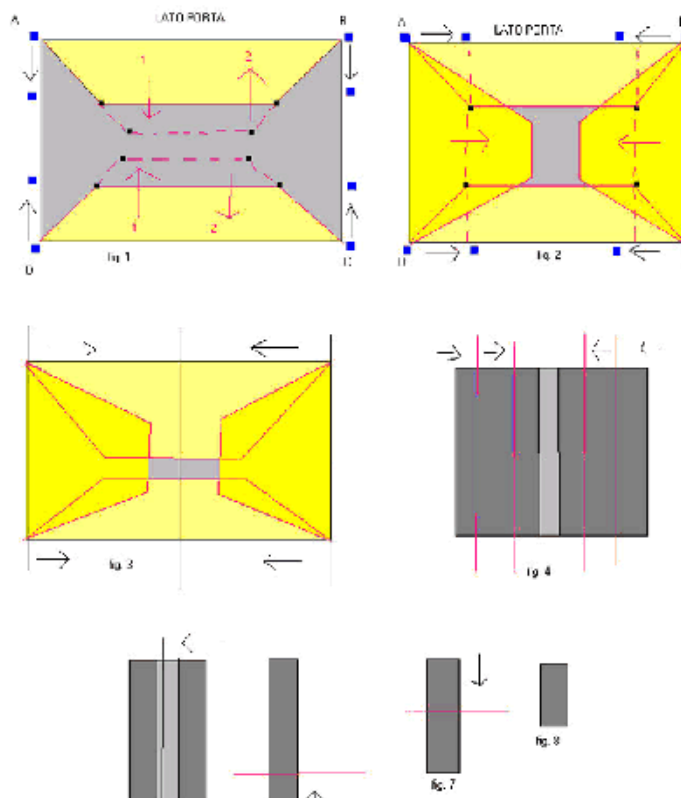 A LATO PORTA B
1 2
1 2
D fig. 1 C
A LATO PORTA
fig. 2
fig. 3
fig. 4
fig. 7
fig. 8